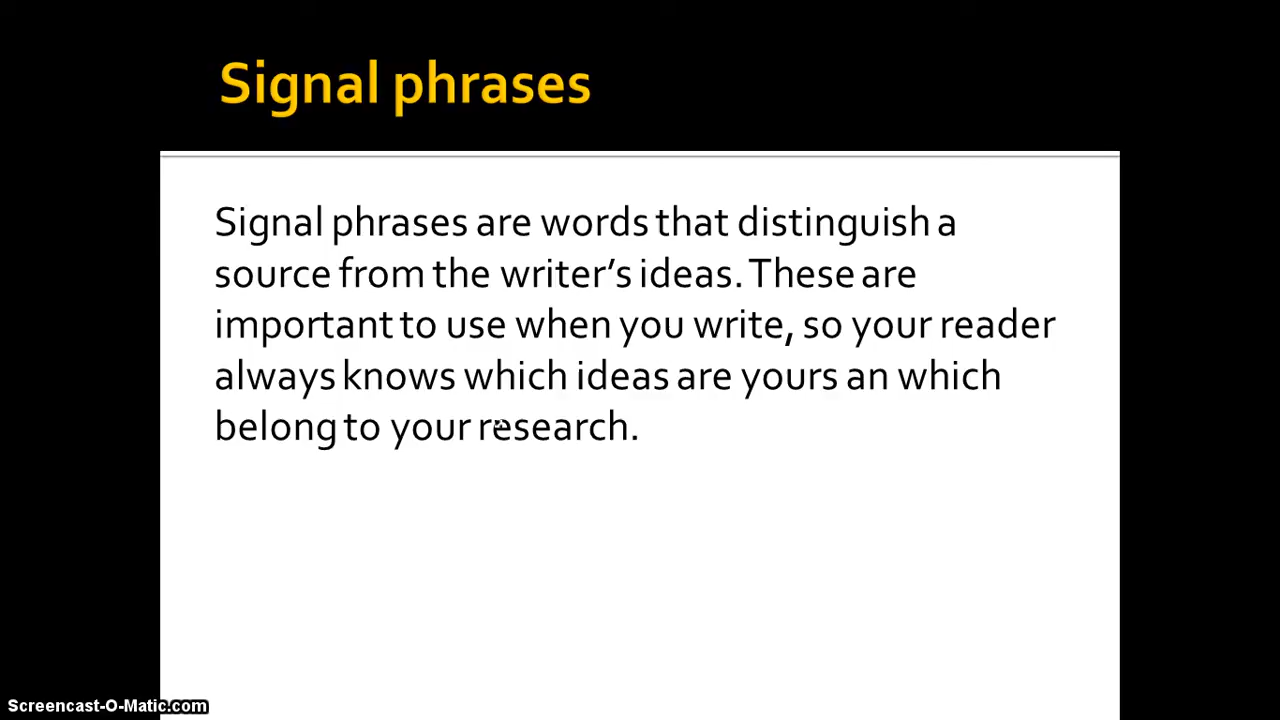 Signal phrases
Signal phrases are words that distinguish a
source from the writer’s ideas. These are
important to use when you write, so your reader
always knows which ideas are yours an which
belong to your research.
Screencast-O-Matic.com